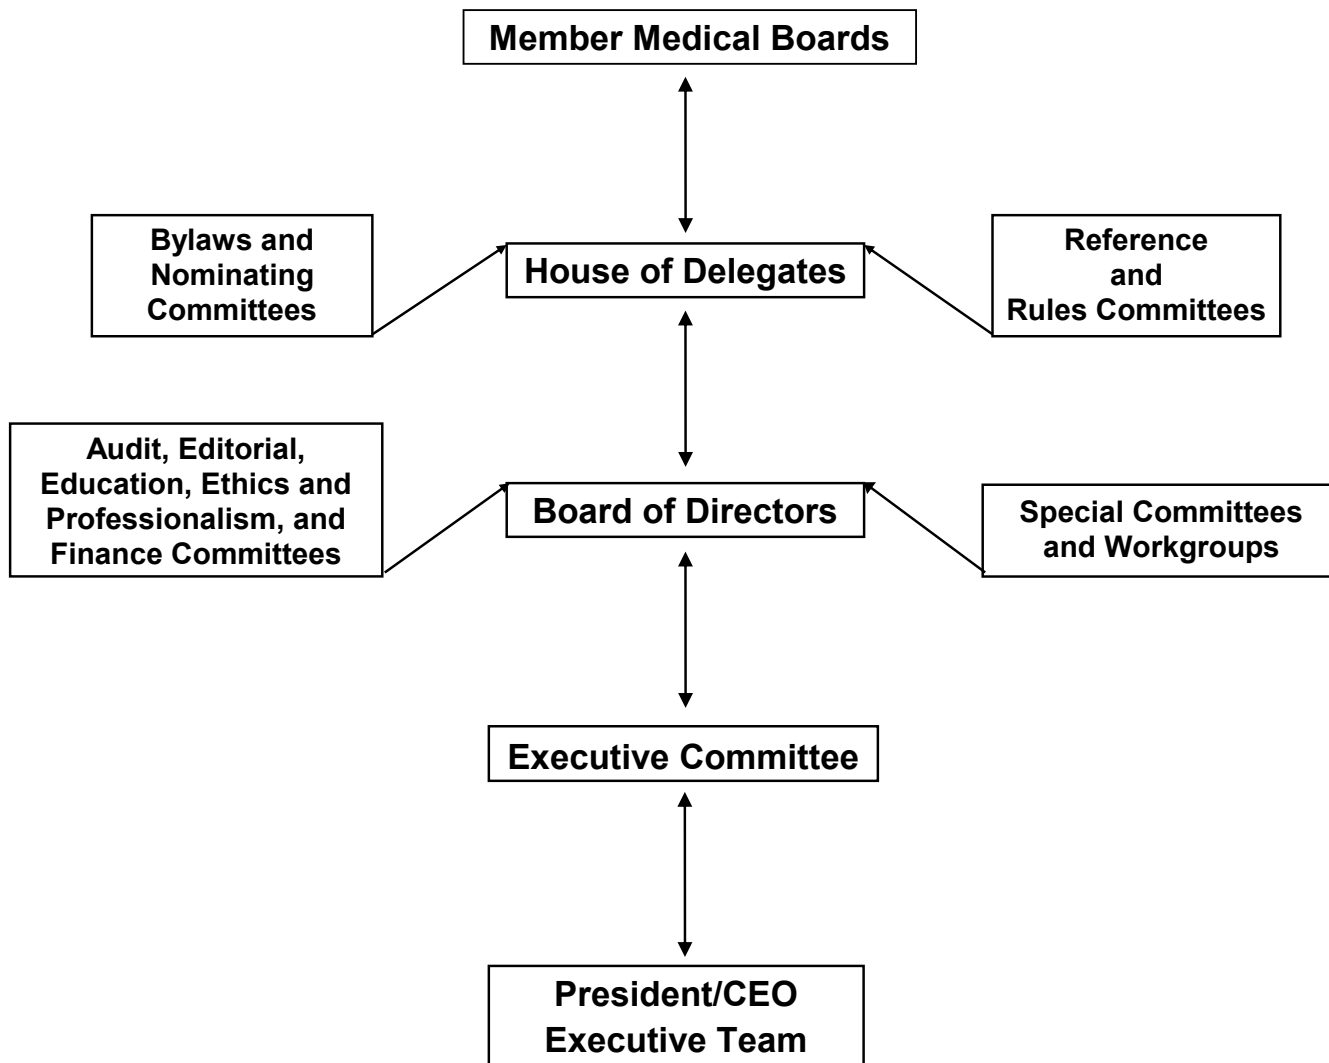 Member Medical Boards
Bylaws and
Nominating
Committees
House of Delegates
Reference
and
Rules Committees
Audit, Editorial,
Education, Ethics and
Professionalism, and
Finance Committees
Board of Directors
Special Committees
and Workgroups
Executive Committee
President/CEO
Executive Team